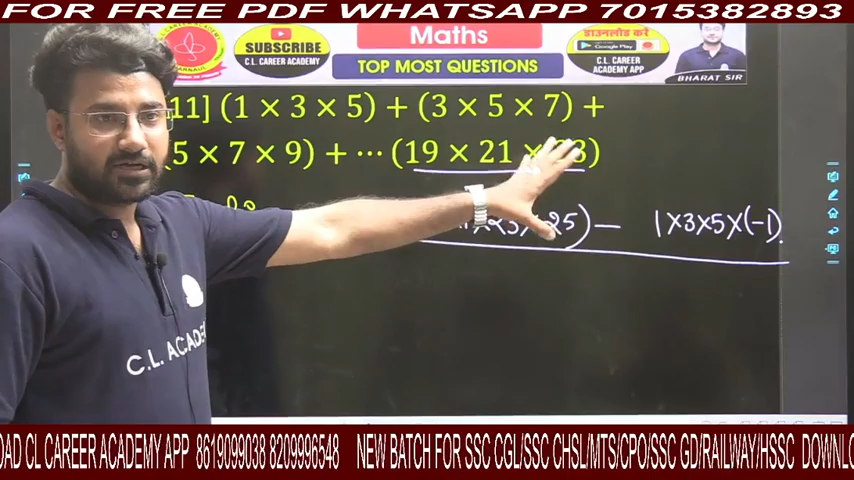 FOR FREE PDF WHATSAPP 7015382893
Maths
SUBSCRIBE
C.L. CAREER ACADEMY
TOP MOST QUESTIONS
डाउनलोड करें
Google Play
C.L. CAREER
ACADEMY APP
BHARAT SIR
11] (1 × 3 × 5) + (3 × 5 × 7) +
(5 × 7 × 9) + ⋯ (19 × 21 ×
×25) − 1×3×5×(-1).
C.L. ACADE
OAD CL CAREER ACADEMY APP 8619099038 8209996548 NEW BATCH FOR SSC CGL/SSC CHSL/MTS/CPO/SSC GD/RAILWAY/HSSC DOWNLO